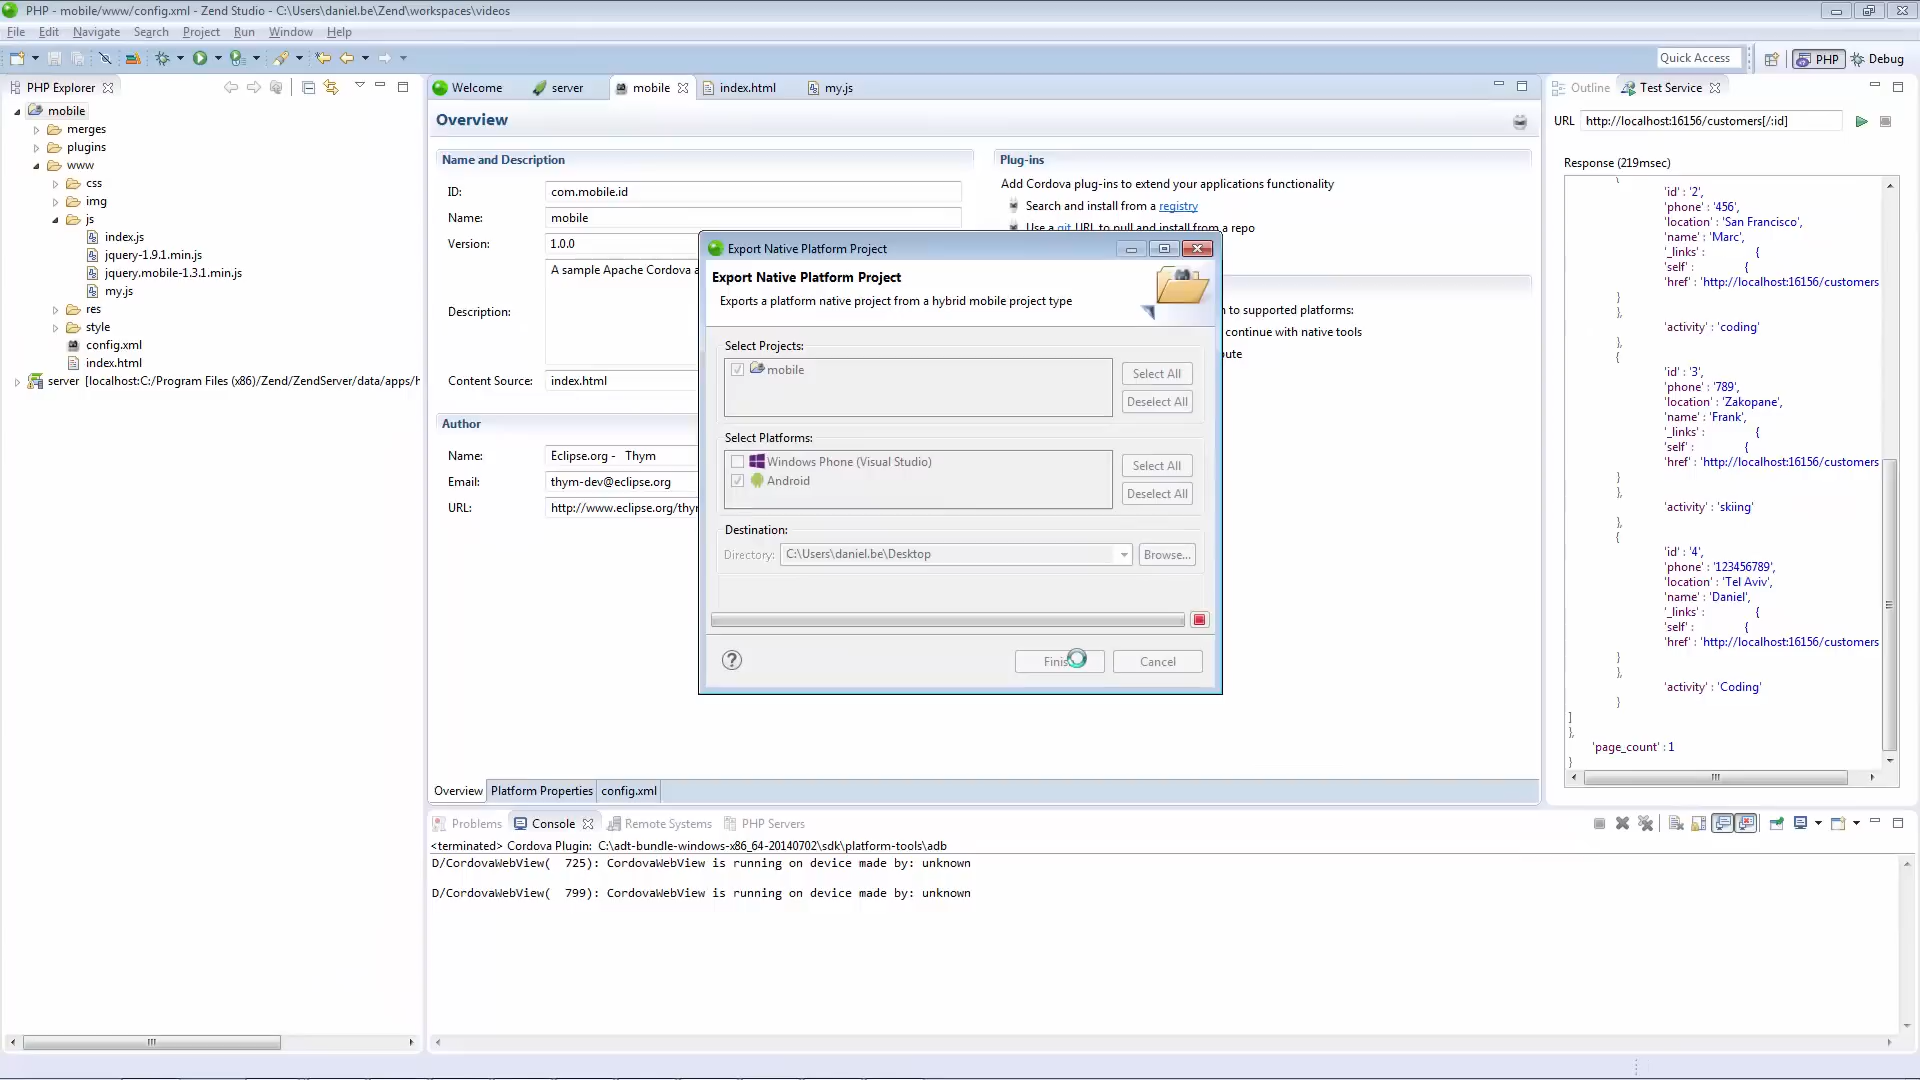 PHP - mobile/www/config.xml - Zend Studio - C:\Users\daniel.be\Zend\workspaces\videos
File Edit Navigate Search Project Run Window Help
Quick Access
PHP
Debug
PHP Explorer
mobile
merges
plugins
www
css
img
js
index.js
jquery-1.9.1.min.js
jquery.mobile-1.3.1.min.js
my.js
res
style
config.xml
index.html
server [localhost:C:/Program Files (x86)/Zend/ZendServer/data/apps/h
Welcome
server
mobile
index.html
my.js
Overview
Name and Description
ID: com.mobile.id
Name: mobile
Version: 1.0.0
A sample Apache Cordova a
Description:
Content Source: index.html
Author
Name: Eclipse.org - Thym
Email: thym-dev@eclipse.org
URL: http://www.eclipse.org/thyr
Plug-ins
Add Cordova plug-ins to extend your applications functionality
Search and install from a registry
Use a git URL to pull and install from a repo
n to supported platforms:
continue with native tools
ute
Export Native Platform Project
Export Native Platform Project
Exports a platform native project from a hybrid mobile project type
Select Projects:
mobile
Select All
Deselect All
Select Platforms:
Windows Phone (Visual Studio)
Android
Select All
Deselect All
Destination:
Directory: C:\Users\daniel.be\Desktop
Browse...
Finis
Cancel
Overview
Platform Properties
config.xml
Outline
Test Service
URL http://localhost:16156/customers[/:id]
Response (219msec)
{
'id' : '2',
'phone' : '456',
'location' : 'San Francisco',
'name' : 'Marc',
'_links' : {
'self' : {
'href' : 'http://localhost:16156/customers
}
},
'activity' : 'coding'
},
{
'id' : '3',
'phone' : '789',
'location' : 'Zakopane',
'name' : 'Frank',
'_links' : {
'self' : {
'href' : 'http://localhost:16156/customers
}
},
'activity' : 'skiing'
},
{
'id' : '4',
'phone' : '123456789',
'location' : 'Tel Aviv',
'name' : 'Daniel',
'_links' : {
'self' : {
'href' : 'http://localhost:16156/customers
}
},
'activity' : 'Coding'
}
]
},
'page_count' : 1
}
Problems
Console
Remote Systems
PHP Servers
<terminated> Cordova Plugin: C:\adt-bundle-windows-x86_64-20140702\sdk\platform-tools\adb
D/CordovaWebView( 725): CordovaWebView is running on device made by: unknown
D/CordovaWebView( 799): CordovaWebView is running on device made by: unknown